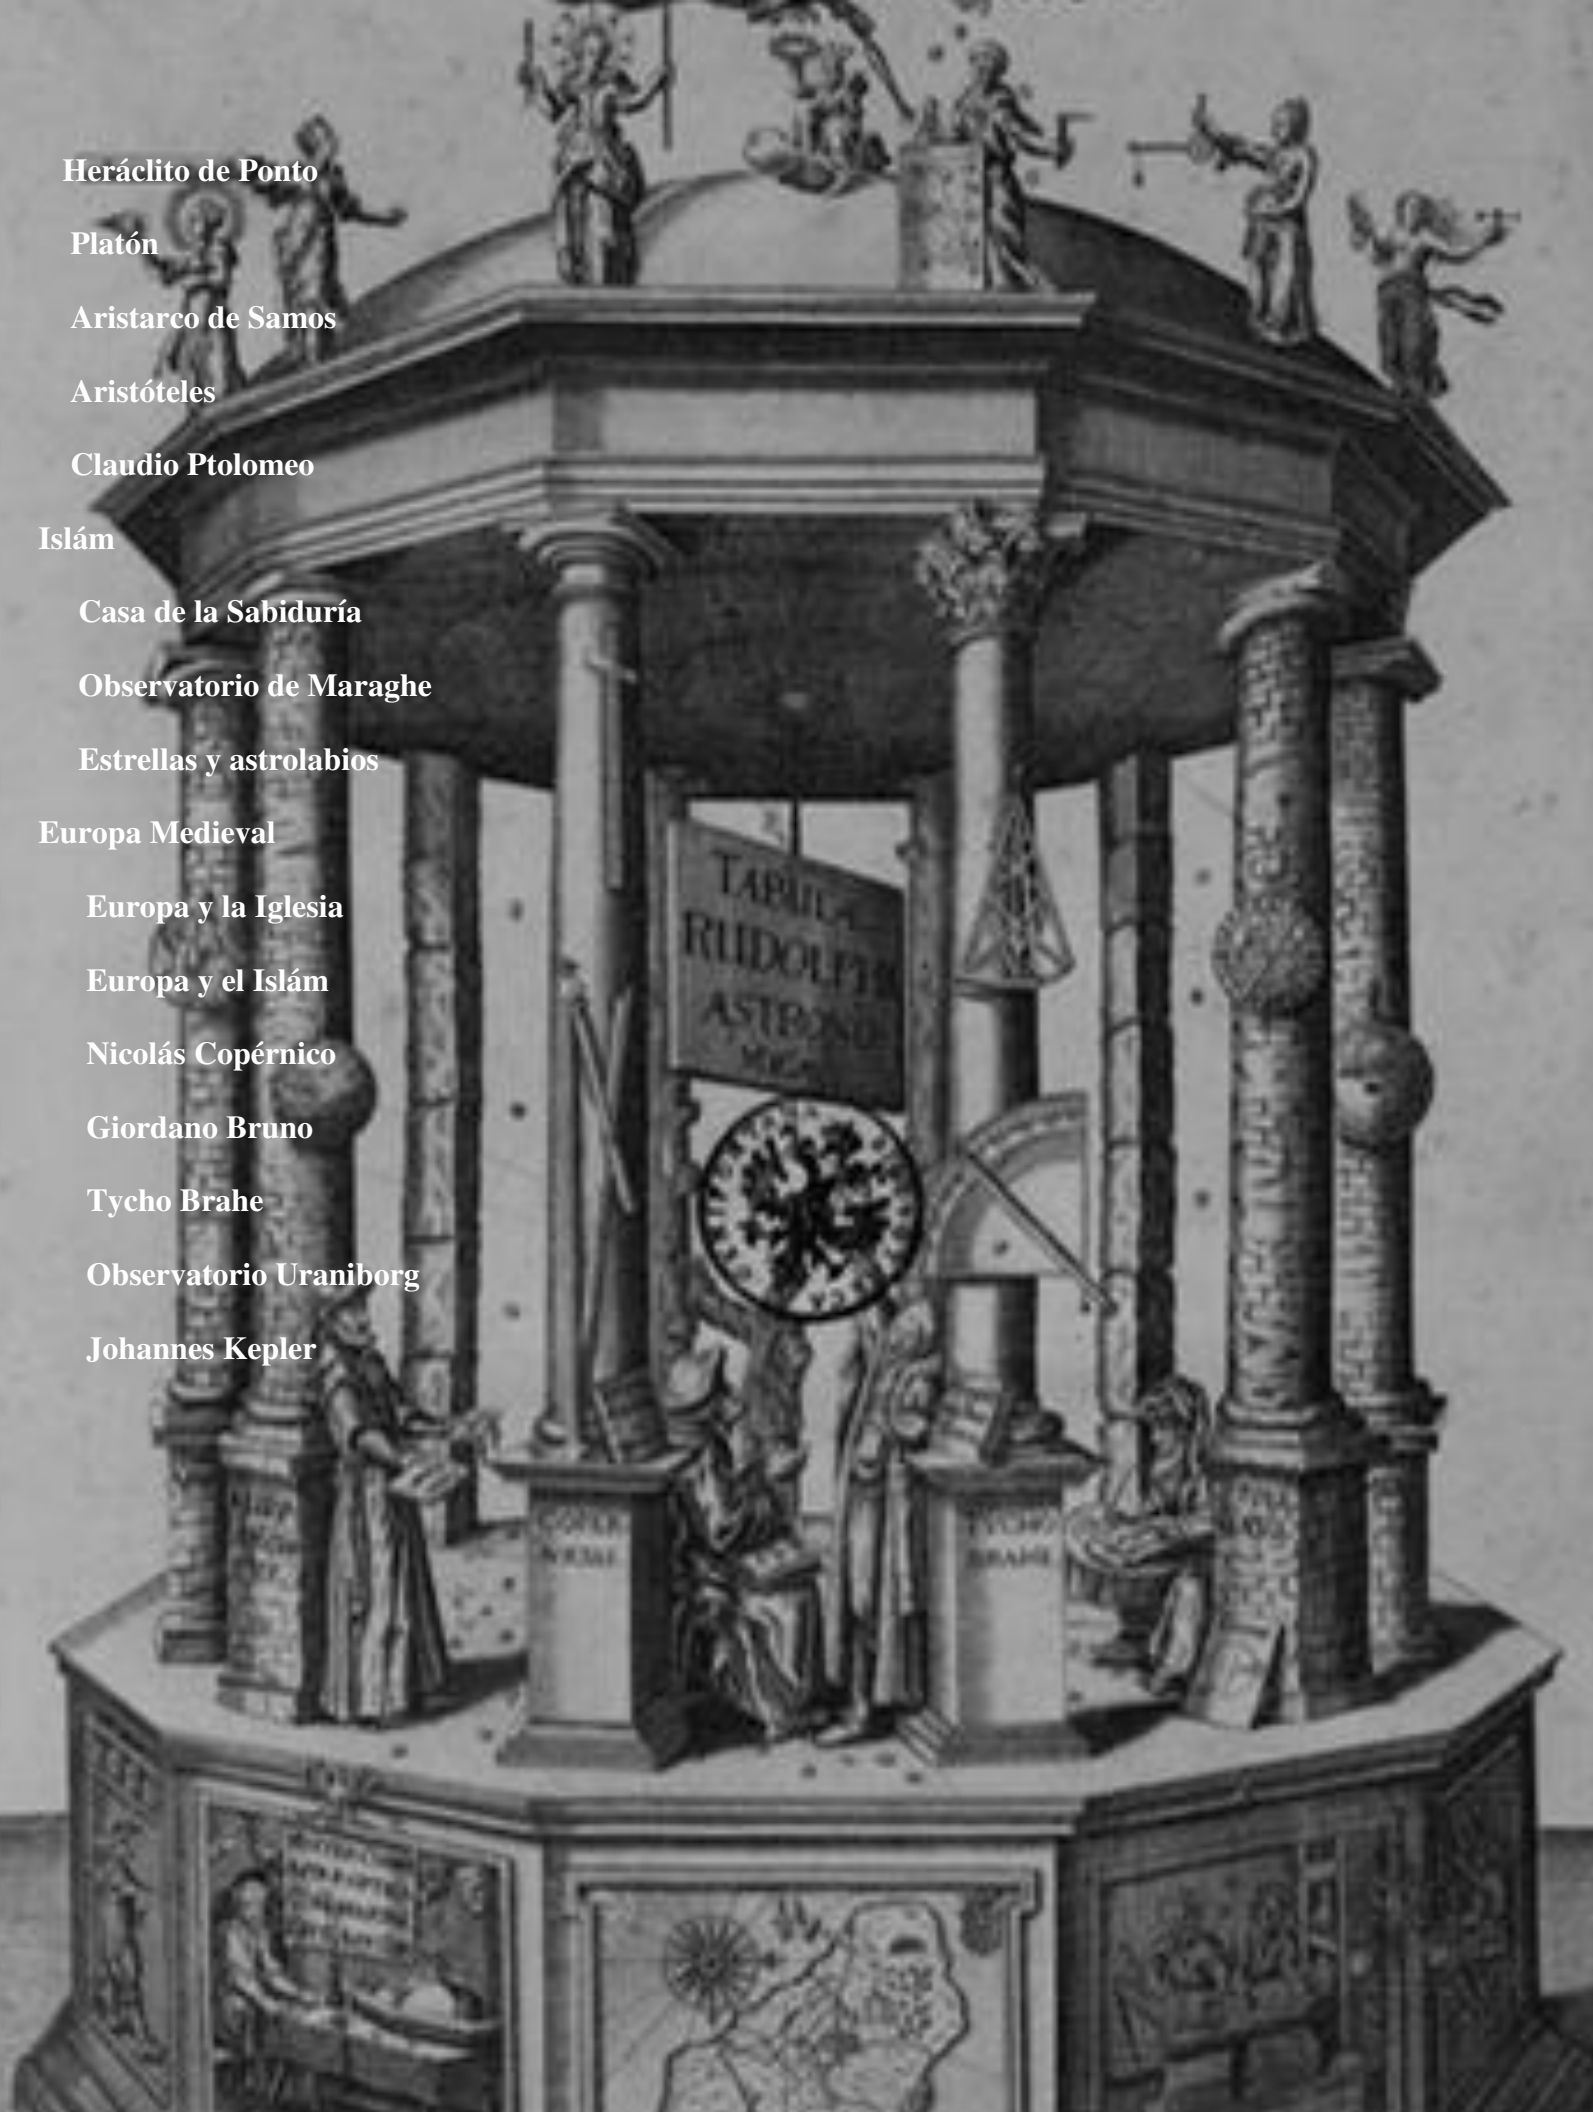 Heráclito de Ponto
Platón
Aristarco de Samos
Aristóteles
Claudio Ptolomeo
Islám
Casa de la Sabiduría
Observatorio de Maraghe
Estrellas y astrolabios
Europa Medieval
Europa y la Iglesia
Europa y el Islám
Nicolás Copérnico
Giordano Bruno
Tycho Brahe
Observatorio Uraniborg
Johannes Kepler
TABULÆ
RUDOLPHI
ASTRONO
TYCHO
BRAHE